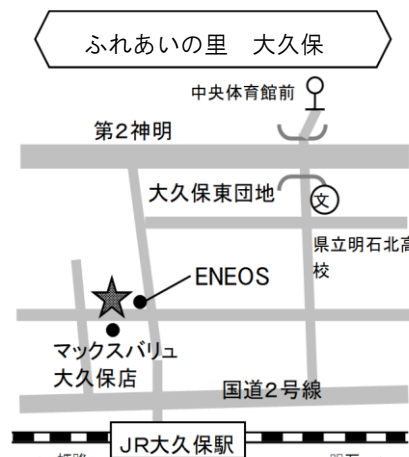 ふれあいの里　大久保
中央体育館前
第2神明
大久保東団地
文
県立明石北高
校
ENEOS
マックスバリュ
大久保店
国道2号線
JR大久保駅